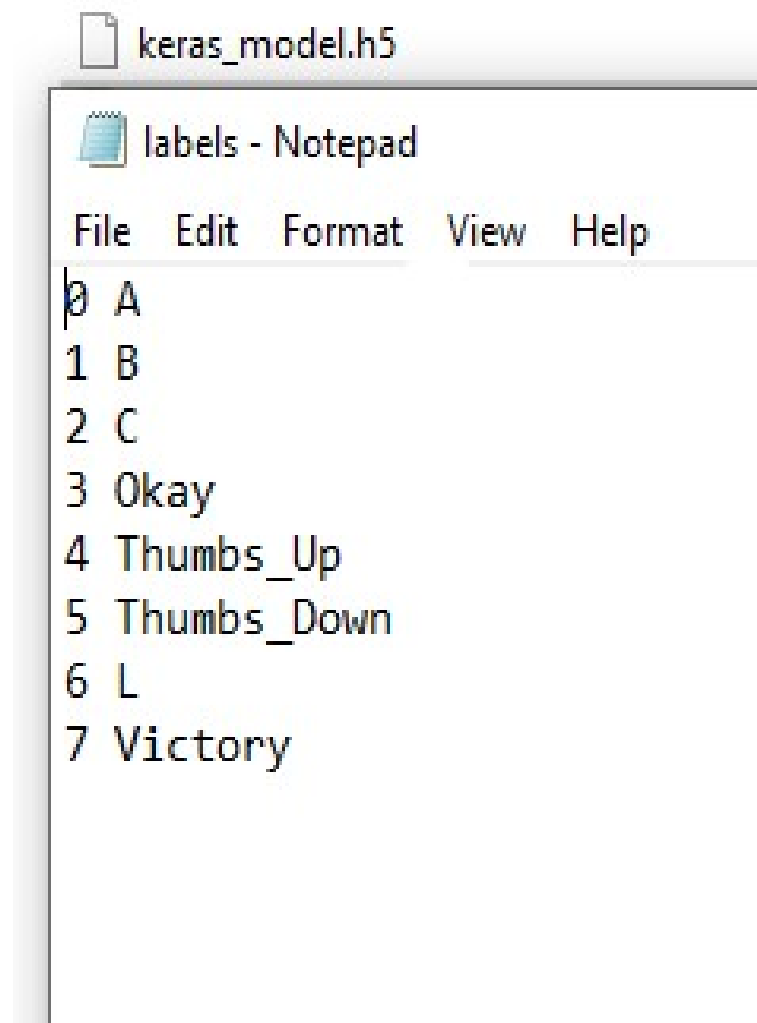 keras_model.h5
labels - Notepad
File Edit Format View Help
0 A
1 B
2 C
3 Okay
4 Thumbs_Up
5 Thumbs_Down
6 L
7 Victory